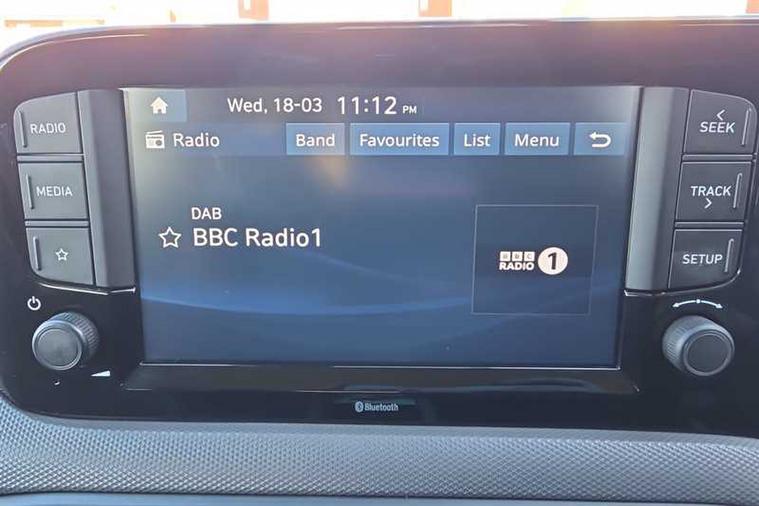 Wed, 18-03 11:12 PM
Radio Band Favourites List Menu
DAB
BBC Radio1
BBC
RADIO 1
RADIO
MEDIA
SEEK
TRACK
SETUP
Bluetooth